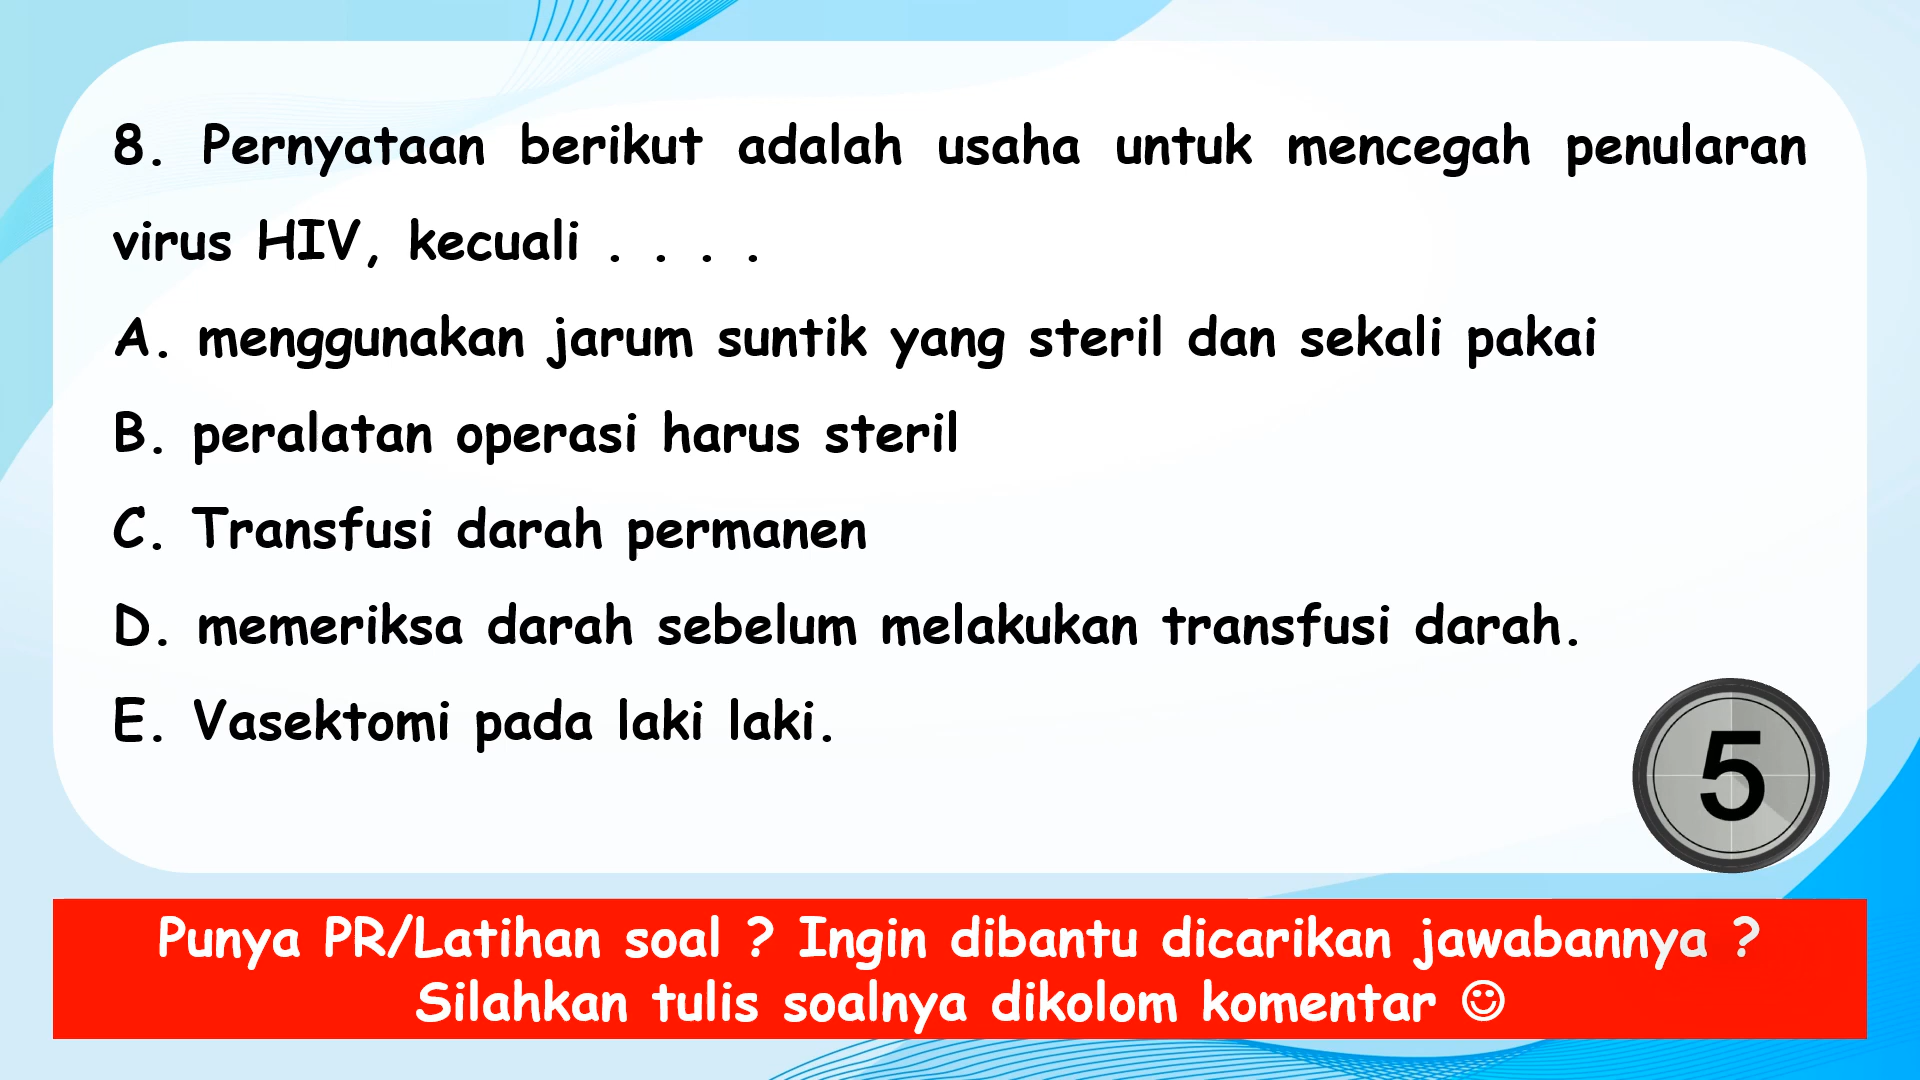 8. Pernyataan berikut adalah usaha untuk mencegah penularan
virus HIV, kecuali . . . .
A. menggunakan jarum suntik yang steril dan sekali pakai
B. peralatan operasi harus steril
C. Transfusi darah permanen
D. memeriksa darah sebelum melakukan transfusi darah.
E. Vasektomi pada laki laki.
5
Punya PR/Latihan soal ? Ingin dibantu dicarikan jawabannya ?
Silahkan tulis soalnya dikolom komentar ☺